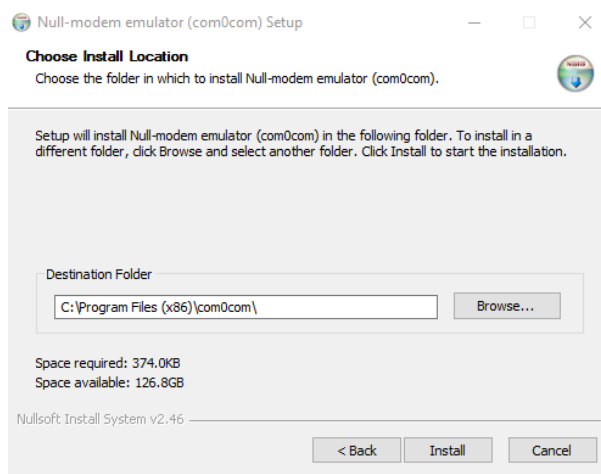 Null-modem emulator (com0com) Setup
Choose Install Location
Choose the folder in which to install Null-modem emulator (com0com).
Setup will install Null-modem emulator (com0com) in the following folder. To install in a
different folder, click Browse and select another folder. Click Install to start the installation.
Destination Folder
C:\Program Files (x86)\com0com\
Browse...
Space required: 374.0KB
Space available: 126.8GB
Nullsoft Install System v2.46
< Back
Install
Cancel